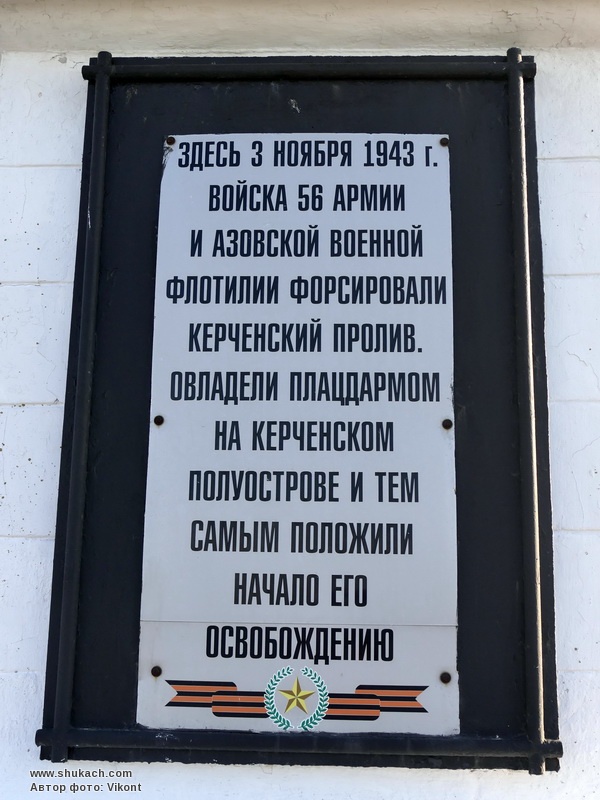 ЗДЕСЬ 3 НОЯБРЯ 1943 г.
ВОЙСКА 56 АРМИИ
И АЗОВСКОЙ ВОЕННОЙ
ФЛОТИЛИИ ФОРСИРОВАЛИ
КЕРЧЕНСКИЙ ПРОЛИВ.
ОВЛАДЕЛИ ПЛАЦДАРМОМ
НА КЕРЧЕНСКОМ
ПОЛУОСТРОВЕ И ТЕМ
САМЫМ ПОЛОЖИЛИ
НАЧАЛО ЕГО
ОСВОБОЖДЕНИЮ
www.shukach.com
Автор фото: Vikont